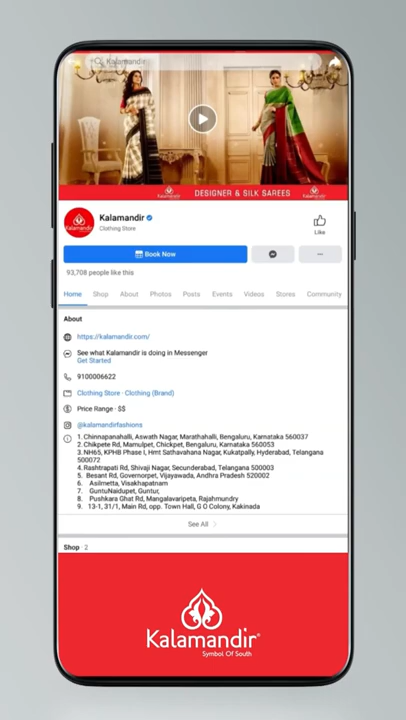 Kalamandir
Kalamandir
DESIGNER & SILK SAREES
Kalamandir
Kalamandir
Kalamandir
Clothing Store
Like
Book Now
93,708 people like this
Home Shop About Photos Posts Events Videos Stores Community
About
https://kalamandir.com/
See what Kalamandir is doing in Messenger
Get Started
9100006622
Clothing Store · Clothing (Brand)
Price Range · $$
@kalamandirfashions
1.Chinnapanahalli, Aswath Nagar, Marathahalli, Bengaluru, Karnataka 560037
2.Chikpete Rd, Mamulpet, Chickpet, Bengaluru, Karnataka 560053
3.NH65, KPHB Phase I, Hmt Sathavahana Nagar, Kukatpally, Hyderabad, Telangana
500072
4.Rashtrapati Rd, Shivaji Nagar, Secunderabad, Telangana 500003
5. Besant Rd, Governorpet, Vijayawada, Andhra Pradesh 520002
6. Asilmetta, Visakhapatnam
7. GuntuNaidupet, Guntur,
8. Pushkara Ghat Rd, Mangalavaripeta, Rajahmundry
9. 13-1, 31/1, Main Rd, opp. Town Hall, G O Colony, Kakinada
See All
Shop · 2
Kalamandir®
Symbol Of South